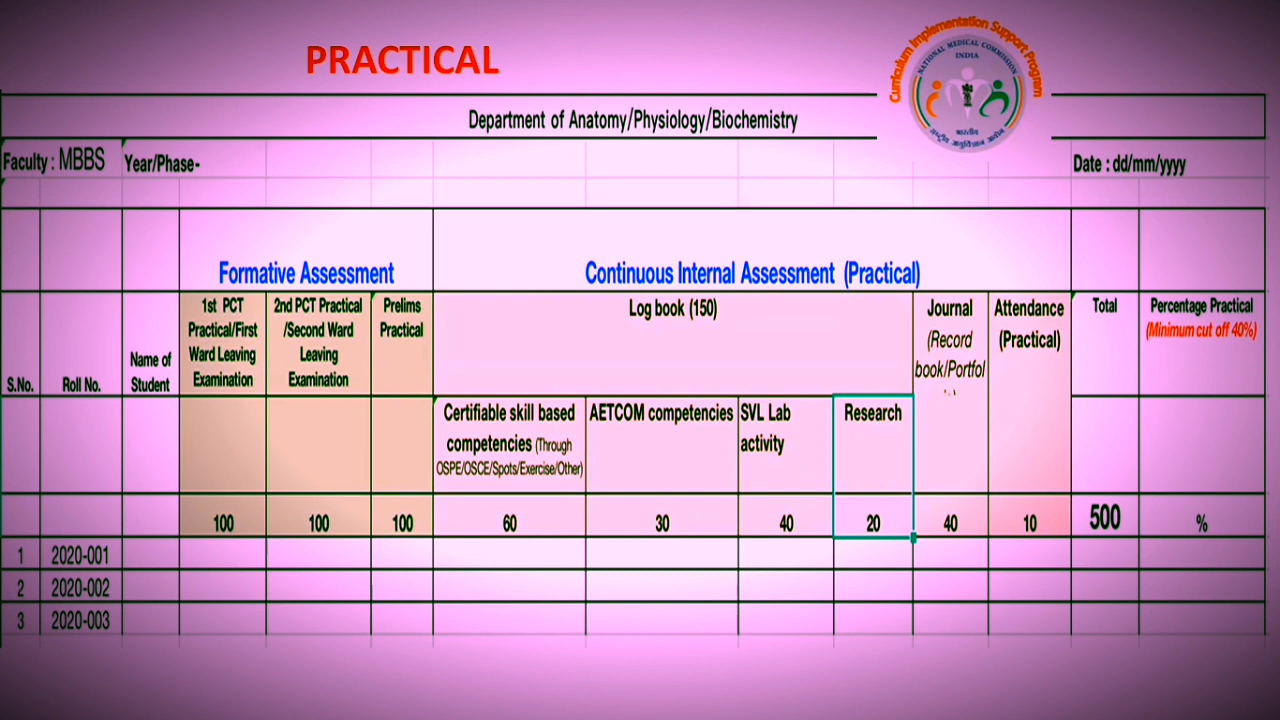 PRACTICAL
Curriculum Implementation Support Program
NATIONAL MEDICAL COMMISSION
INDIA
भारतीय
राष्ट्रीय आयुर्विज्ञान आयोग
Department of Anatomy/Physiology/Biochemistry
Faculty : MBBS Year/Phase- Date : dd/mm/yyyy
Formative Assessment Continuous Internal Assessment (Practical)
S.No.
Roll No.
Name of
Student
1st PCT
Practical/First
Ward Leaving
Examination
2nd PCT Practical
/Second Ward
Leaving
Examination
Prelims
Practical
Log book (150)
Journal
(Record
book/Portfol
Attendance
(Practical)
Total
Percentage Practical
(Minimum cut off 40%)
Certifiable skill based
competencies (Through
OSPE/OSCE/Spots/Exercise/Other)
AETCOM competencies
SVL Lab
activity
Research
100 100 100 60 30 40 20 40 10 500 %
1 2020-001
2 2020-002
3 2020-003